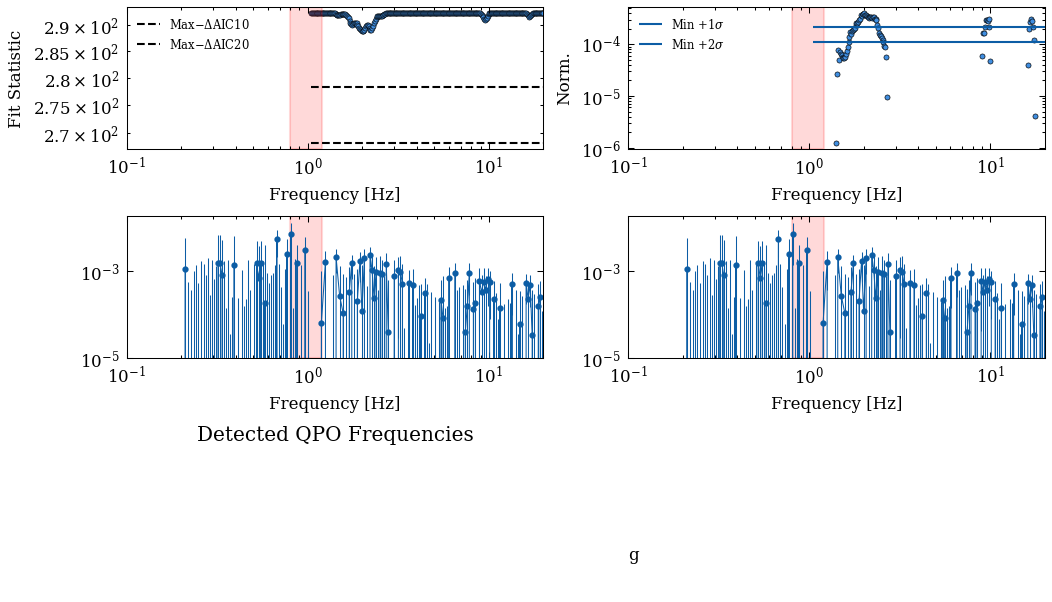 Fit Statistic
2.9 × 10²
2.85 × 10²
2.8 × 10²
2.75 × 10²
2.7 × 10²
Max−ΔAIC10
Max−ΔAIC20
10⁻¹ 10⁰ 10¹
Frequency [Hz]
Norm.
10⁻⁴
10⁻⁵
10⁻⁶
Min +1σ
Min +2σ
10⁻¹ 10⁰ 10¹
Frequency [Hz]
10⁻³
10⁻⁵
10⁻¹ 10⁰ 10¹
Frequency [Hz]
10⁻³
10⁻⁵
10⁻¹ 10⁰ 10¹
Frequency [Hz]
Detected QPO Frequencies
g